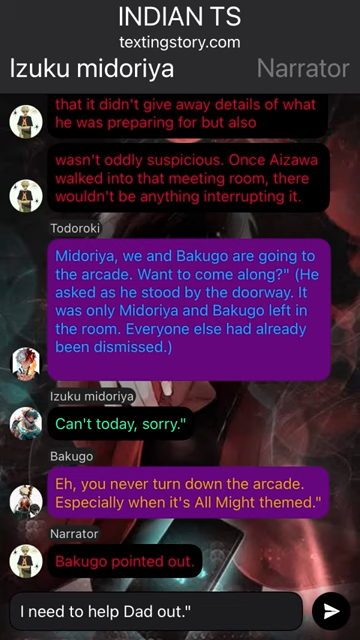 INDIAN TS
textingstory.com
Izuku midoriya Narrator
that it didn't give away details of what
he was preparing for but also
wasn't oddly suspicious. Once Aizawa
walked into that meeting room, there
wouldn't be anything interrupting it.
Todoroki
Midoriya, we and Bakugo are going to
the arcade. Want to come along?" (He
asked as he stood by the doorway. It
was only Midoriya and Bakugo left in
the room. Everyone else had already
been dismissed.)
Izuku midoriya
Can't today, sorry."
Bakugo
Eh, you never turn down the arcade.
Especially when it's All Might themed."
Narrator
Bakugo pointed out.
I need to help Dad out."